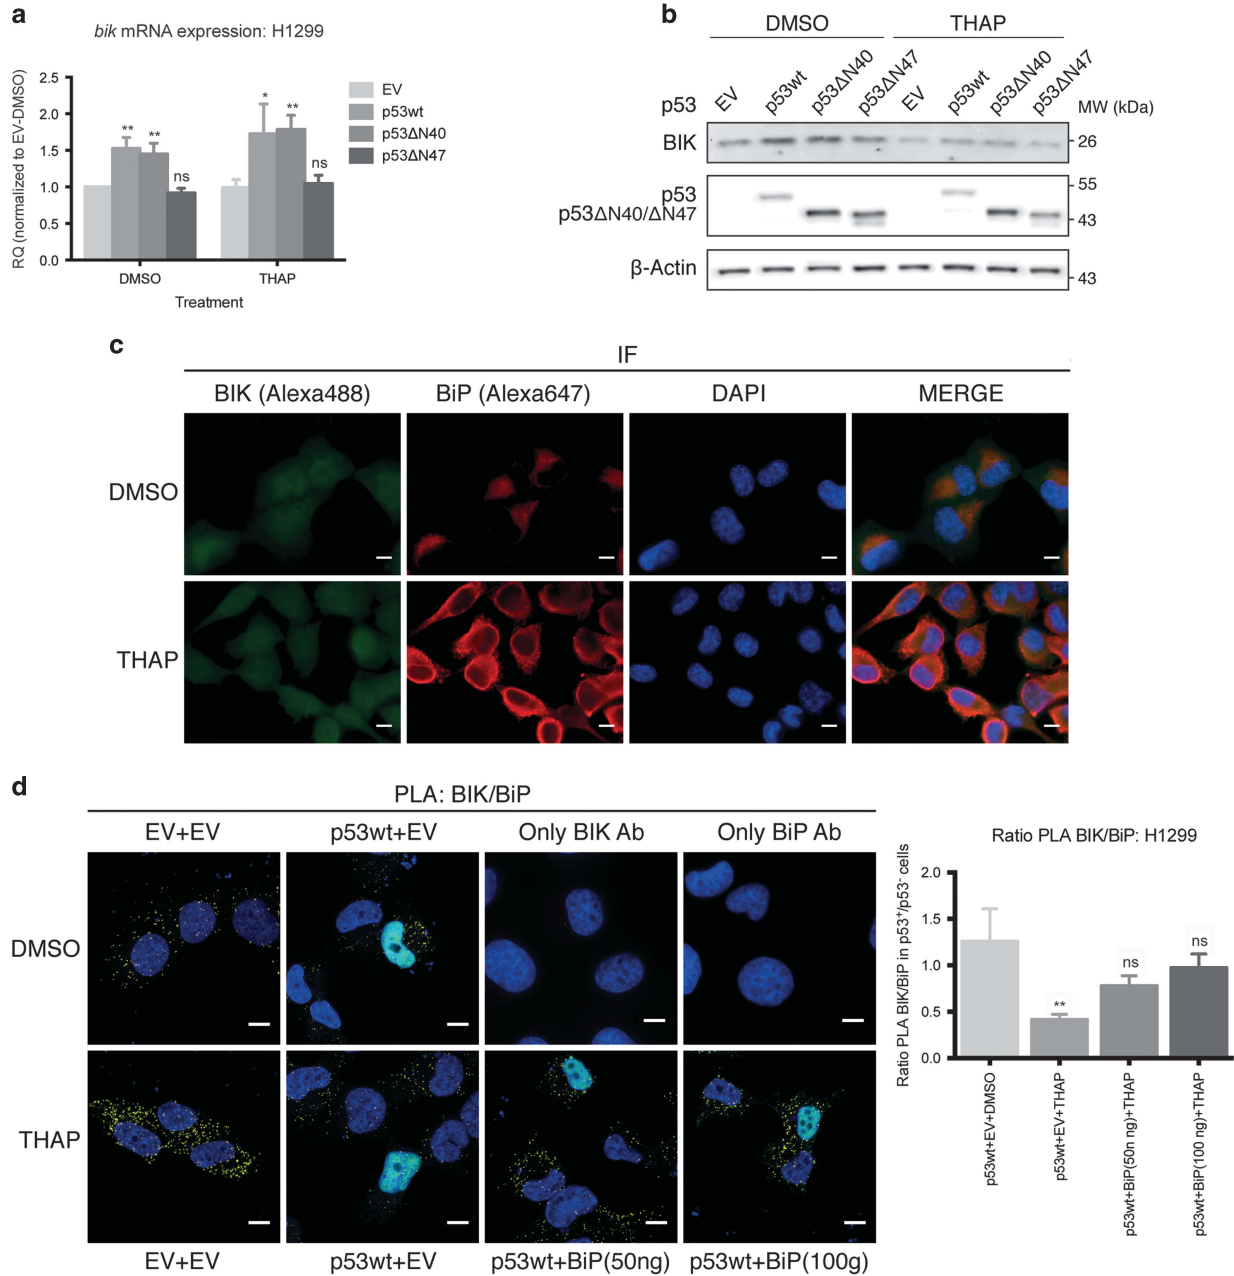 a
bik mRNA expression: H1299
RQ (normalized to EV-DMSO)
2.5
2.0
1.5
1.0
0.5
0.0
** ** ns
* ** ns
DMSO THAP
Treatment
EV
p53wt
p53ΔN40
p53ΔN47
b
DMSO THAP
p53 EV p53wt p53ΔN40 p53ΔN47 EV p53wt p53ΔN40 p53ΔN47 MW (kDa)
BIK 26
55
p53
p53ΔN40/ΔN47 43
β-Actin
43
c
IF
BIK (Alexa488) BiP (Alexa647) DAPI MERGE
DMSO
THAP
d
PLA: BIK/BiP
EV+EV p53wt+EV Only BIK Ab Only BiP Ab
DMSO
THAP
EV+EV p53wt+EV p53wt+BiP(50ng) p53wt+BiP(100g)
Ratio PLA BIK/BiP: H1299
Ratio PLA BIK/BiP in p53⁺/p53⁻ cells
2.0
1.5
1.0
0.5
0.0
** ns ns
p53wt+EV+DMSO
p53wt+EV+THAP
p53wt+BiP(50n ng)+THAP
p53wt+BiP(100 ng)+THAP